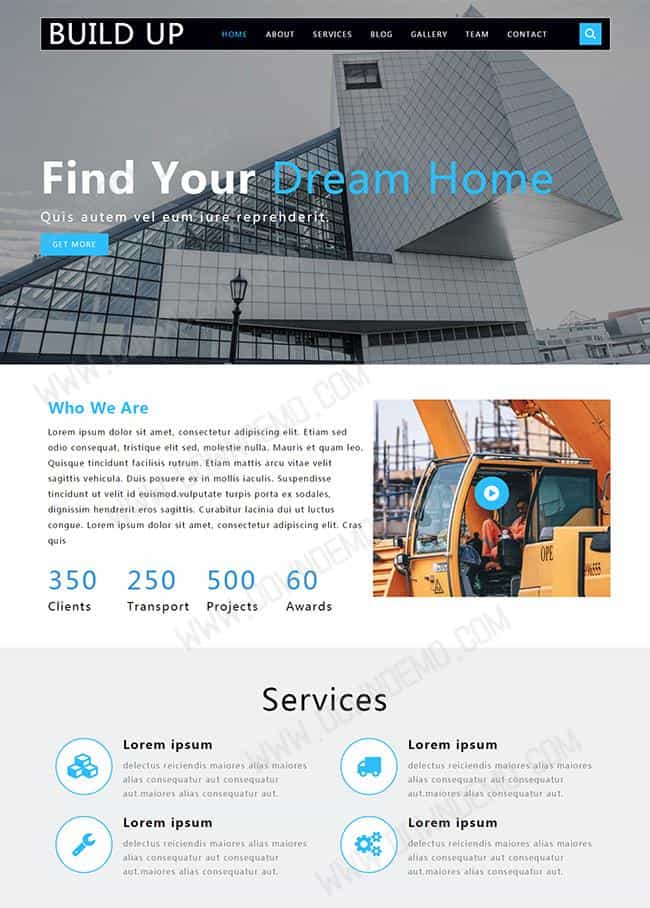 BUILD UP
HOME ABOUT SERVICES BLOG GALLERY TEAM CONTACT
Find Your Dream Home
Quis autem vel eum iure reprehderit.
GET MORE
Who We Are
Lorem ipsum dolor sit amet, consectetur adipiscing elit. Etiam sed
odio consequat, tristique elit sed, molestie nulla. Mauris et quam leo.
Quisque tincidunt facilisis rutrum. Etiam mattis arcu vitae velit
sagittis vehicula. Duis posuere ex in mollis iaculis. Suspendisse
tincidunt ut velit id euismod.vulputate turpis porta ex sodales,
dignissim hendrerit eros sagittis. Curabitur lacinia dui ut luctus
congue. Lorem ipsum dolor sit amet, consectetur adipiscing elit. Cras
quis
350 250 500 60
Clients Transport Projects Awards
OPE
Services
Lorem ipsum
delectus reiciendis maiores alias maiores
alias consequatur aut consequatur
aut.maiores alias consequatur aut.
Lorem ipsum
delectus reiciendis maiores alias maiores
alias consequatur aut consequatur
aut.maiores alias consequatur aut.
Lorem ipsum
delectus reiciendis maiores alias maiores
alias consequatur aut consequatur
aut.maiores alias consequatur aut.
Lorem ipsum
delectus reiciendis maiores alias maiores
alias consequatur aut consequatur
aut.maiores alias consequatur aut.